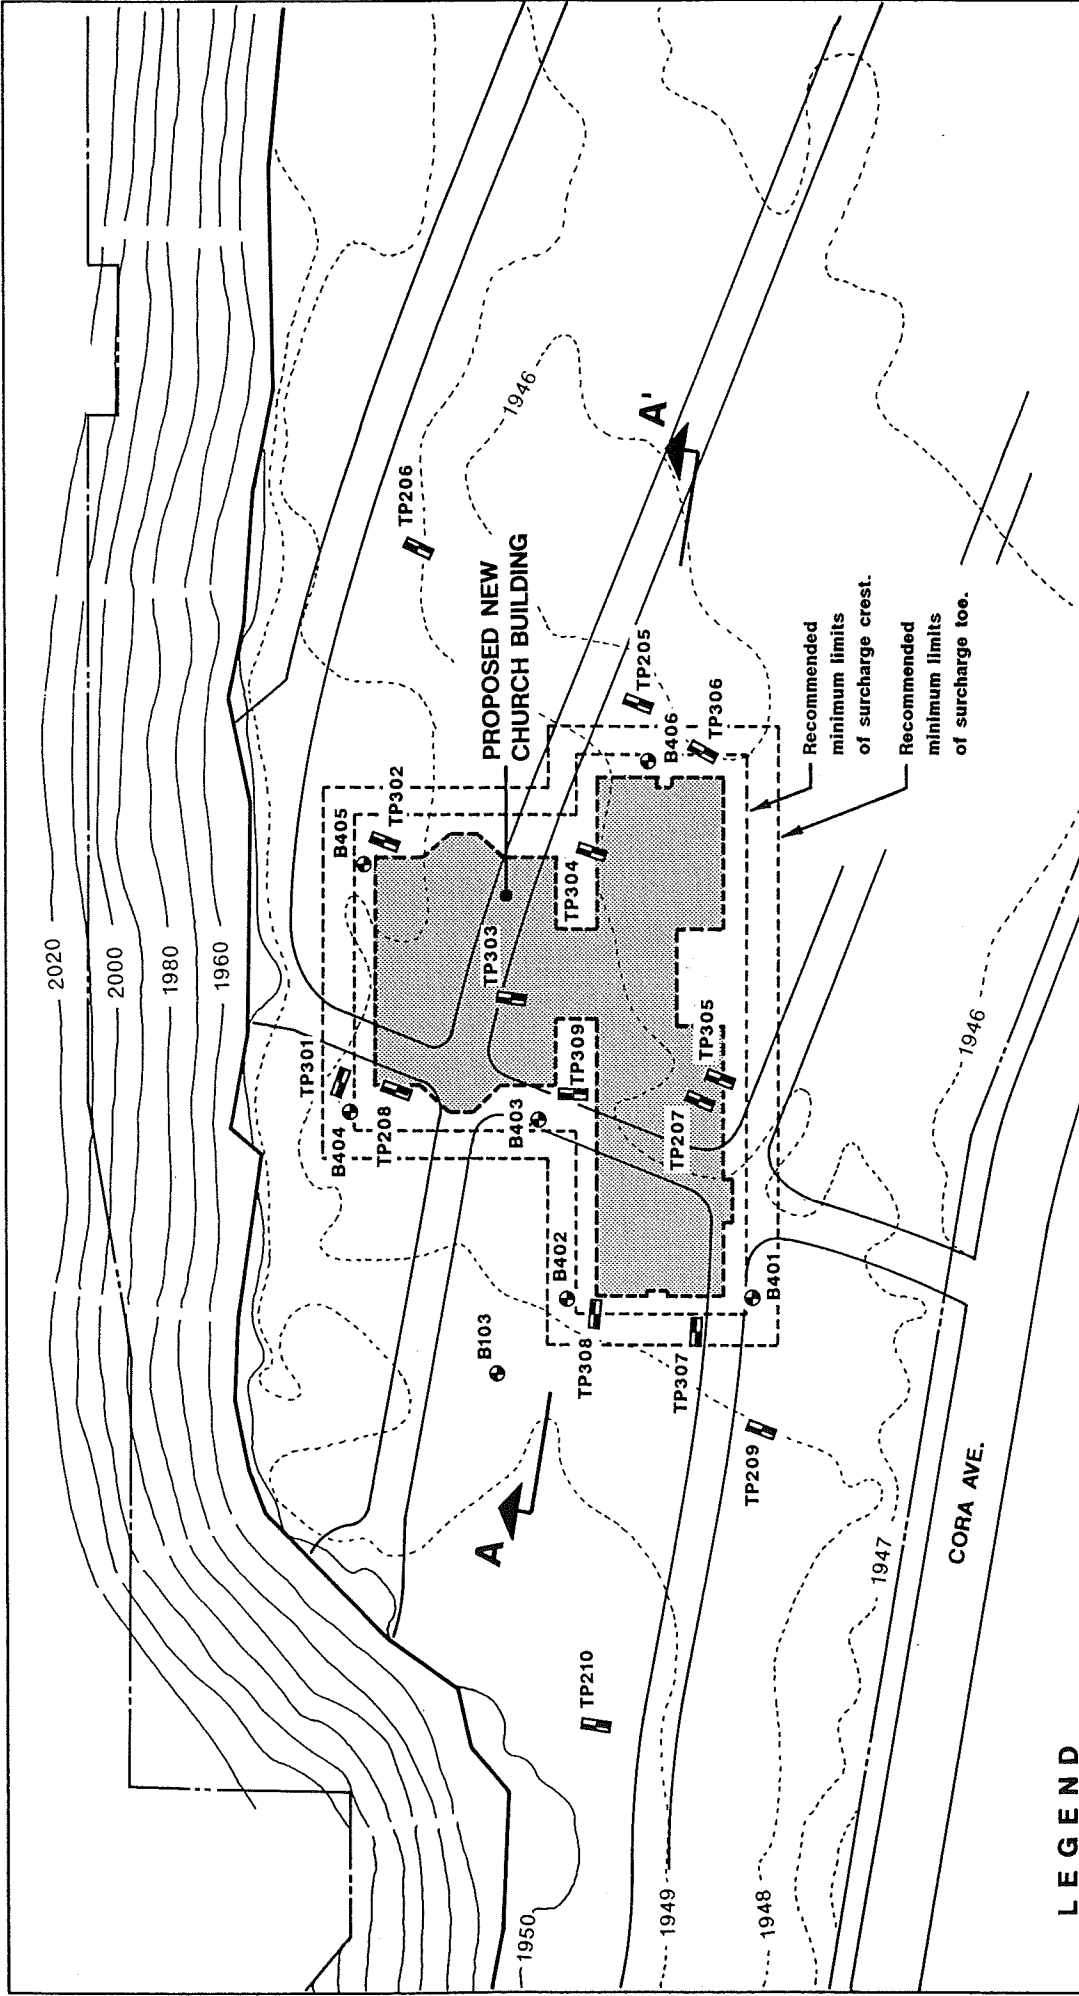 2020
2000
1980
1960
1946
A'
TP206
PROPOSED NEW
CHURCH BUILDING
TP205
TP306
B406
Recommended
minimum limits
of surcharge crest.
Recommended
minimum limits
of surcharge toe.
TP302
B405
TP304
TP303
TP301
TP309
TP305
B404
TP208
B403
TP207
1946
B402
B401
B103
TP308
TP307
TP209
A
CORA AVE.
1947
TP210
1950
1949
1948
LEGEND